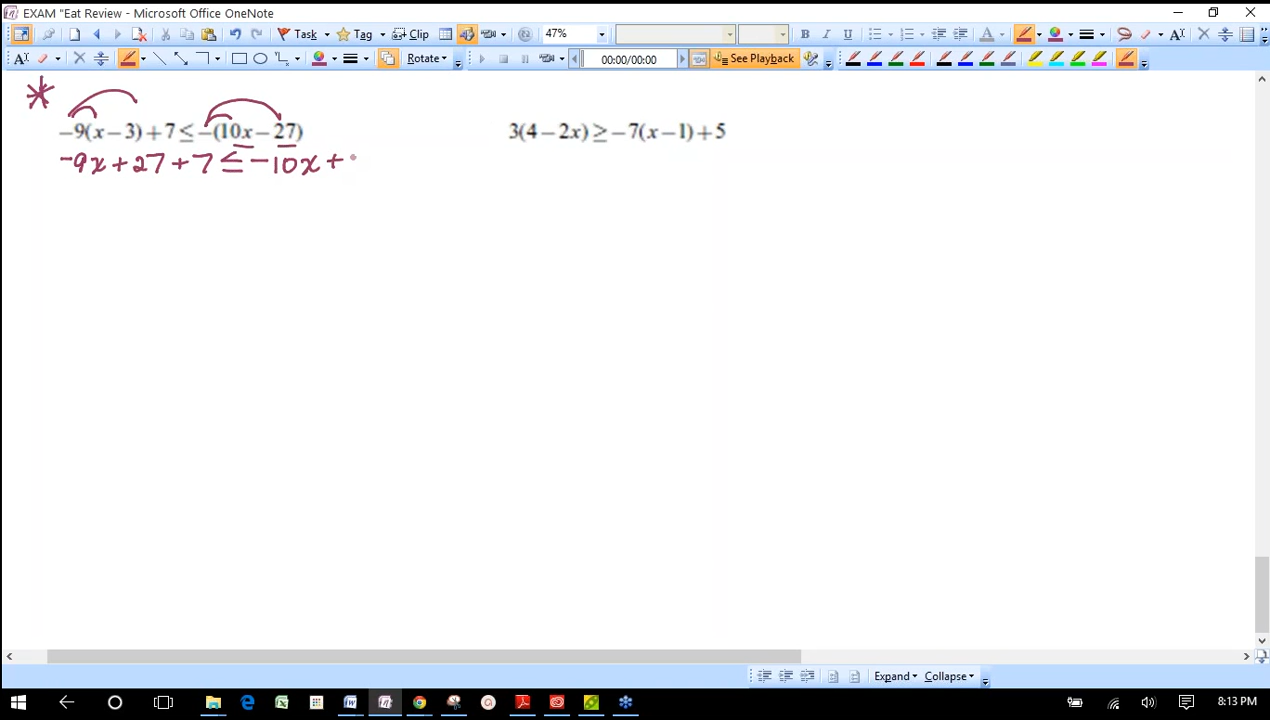 EXAM "Eat Review - Microsoft Office OneNote
Task Tag Clip 47% B I U A
A Rotate 00:00/00:00 See Playback
−9(x−3)+7≤−(10x−27) 3(4−2x)≥−7(x−1)+5
-9x+27+7≤-10x+
Expand Collapse
8:13 PM